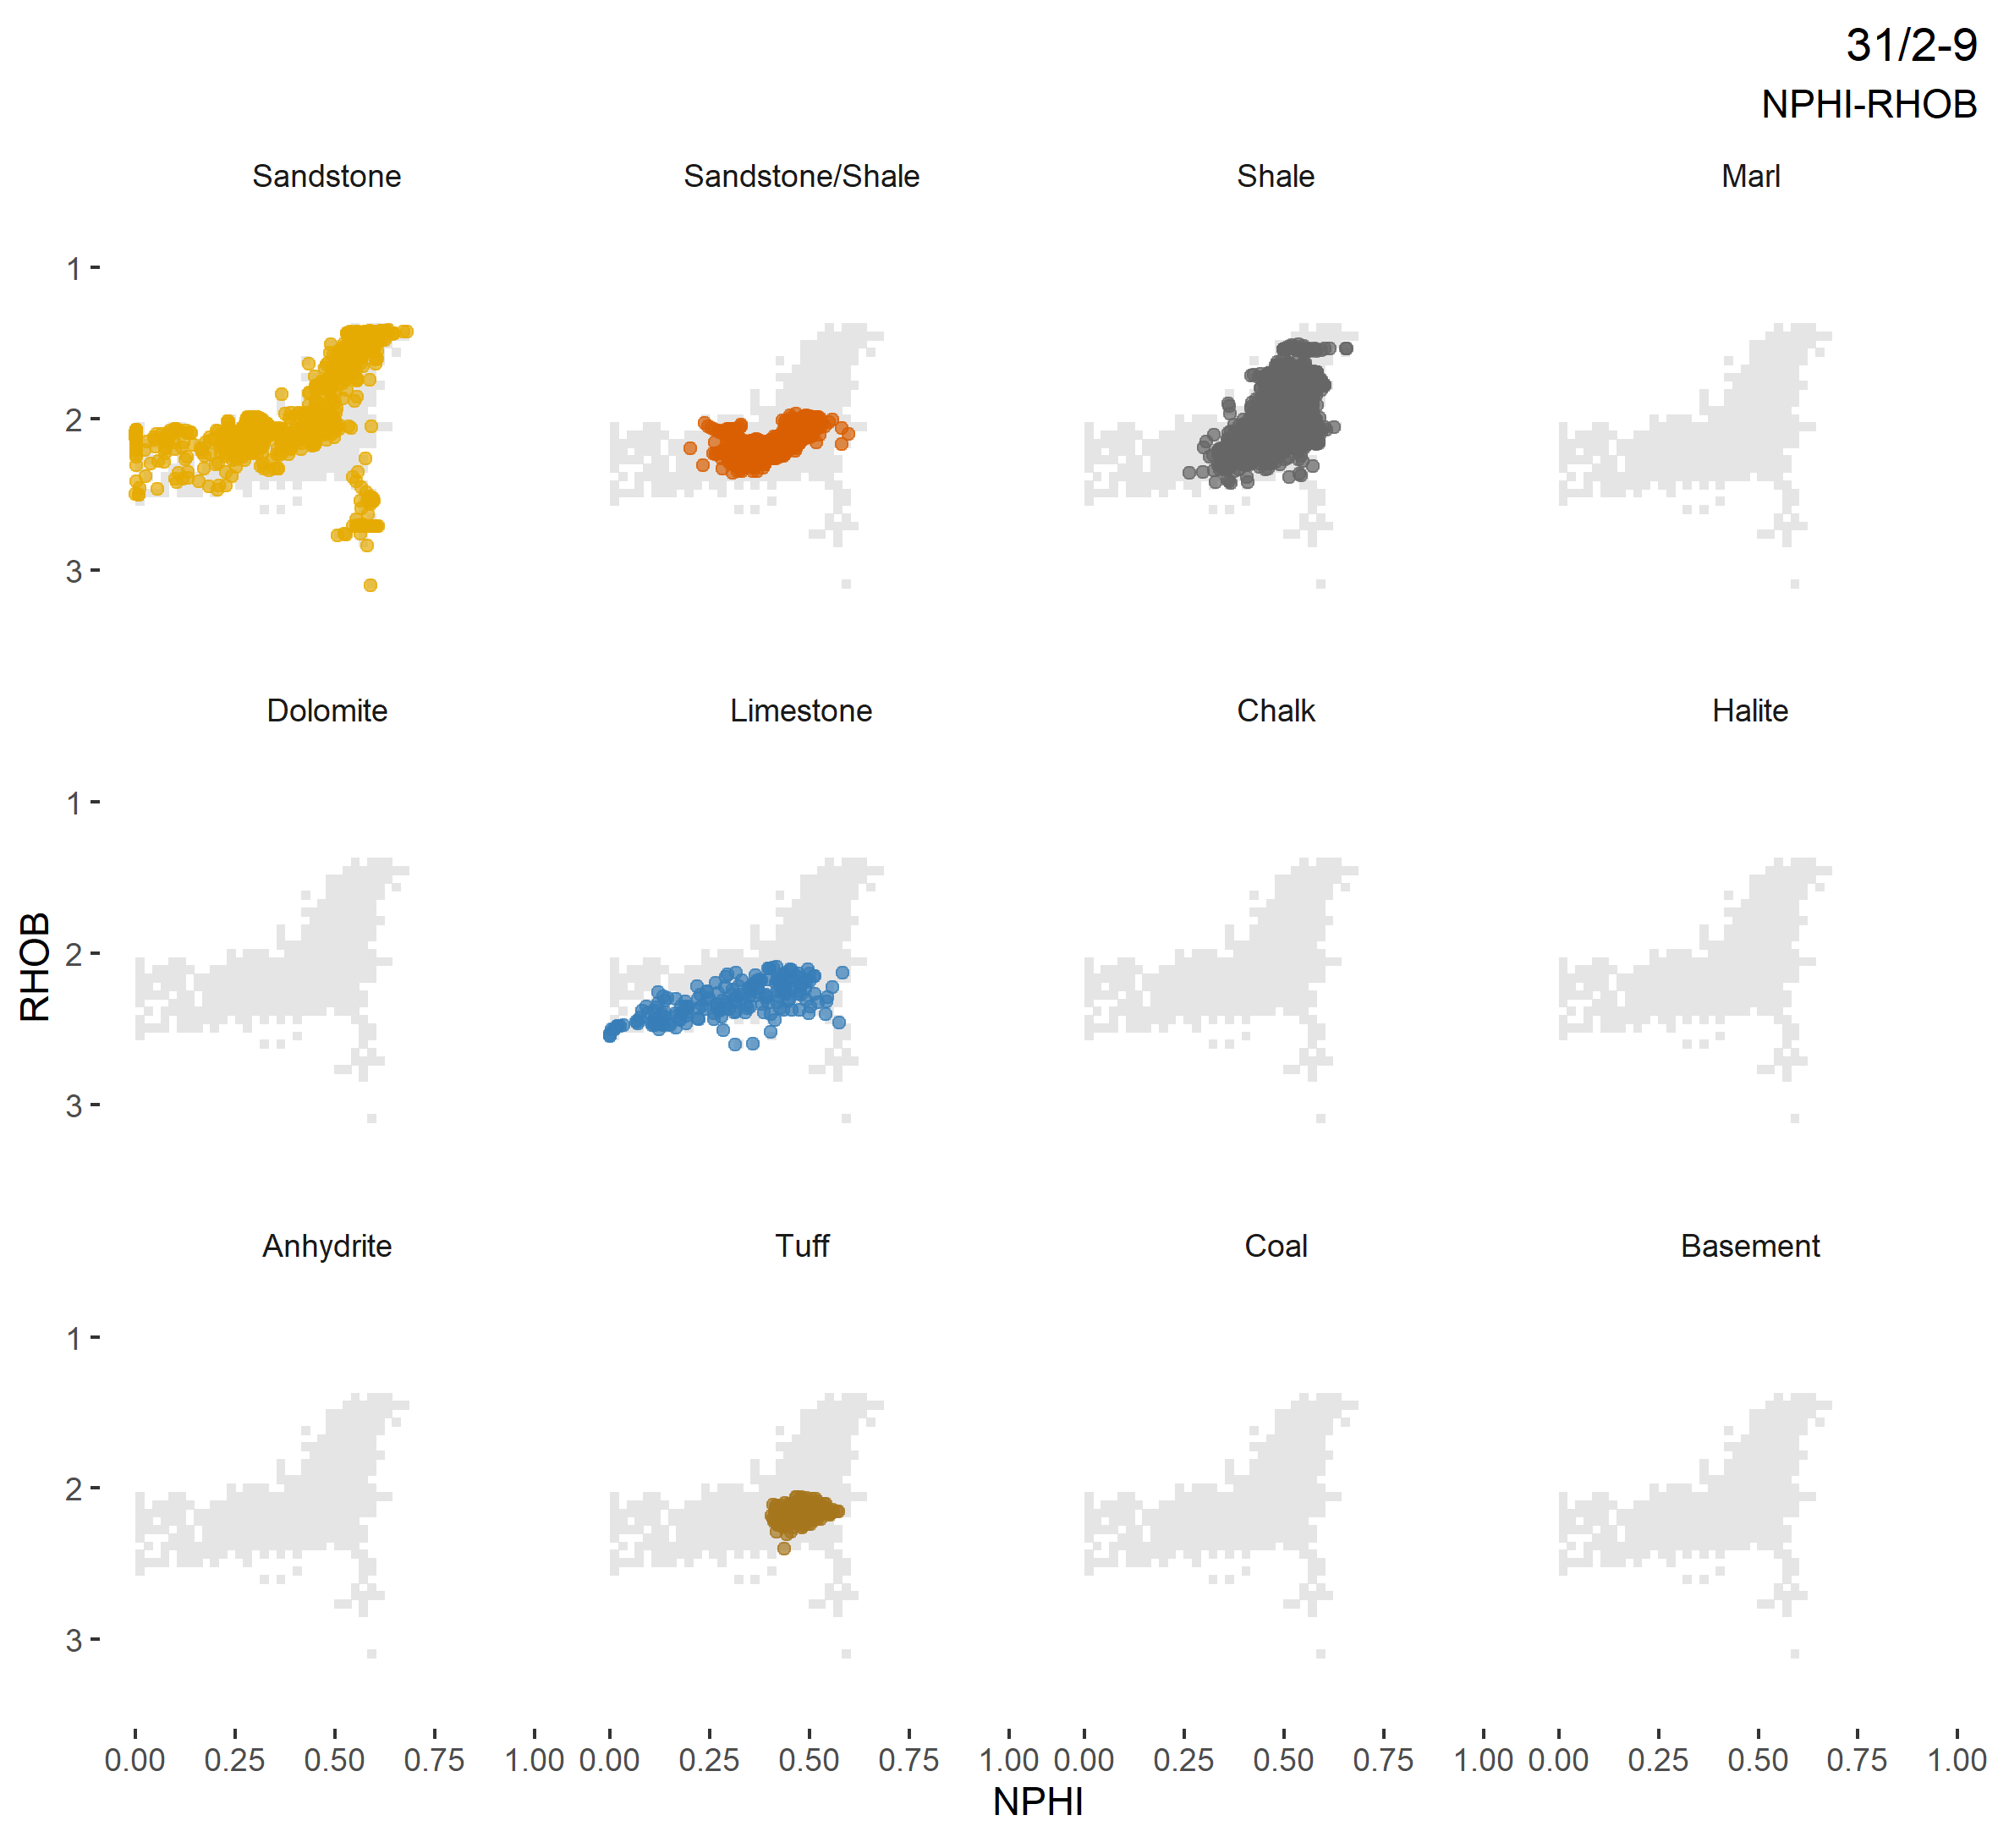 31/2-9
NPHI-RHOB
Sandstone Sandstone/Shale Shale Marl
1
2
3
Dolomite Limestone Chalk Halite
1
2
3
RHOB
Anhydrite Tuff Coal Basement
1
2
3
0.00 0.25 0.50 0.75 1.00 0.00 0.25 0.50 0.75 1.00 0.00 0.25 0.50 0.75 1.00 0.00 0.25 0.50 0.75 1.00
NPHI